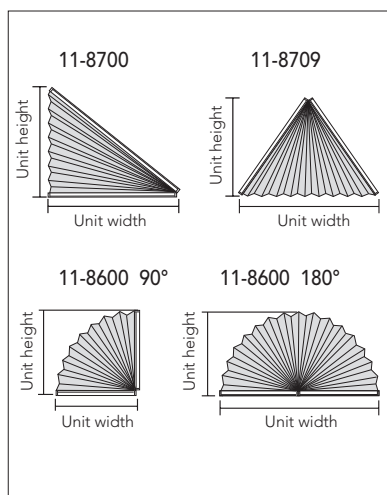 11-8700
11-8709
Unit height
Unit width
Unit height
Unit width
11-8600 90°
11-8600 180°
Unit height
Unit width
Unit height
Unit width